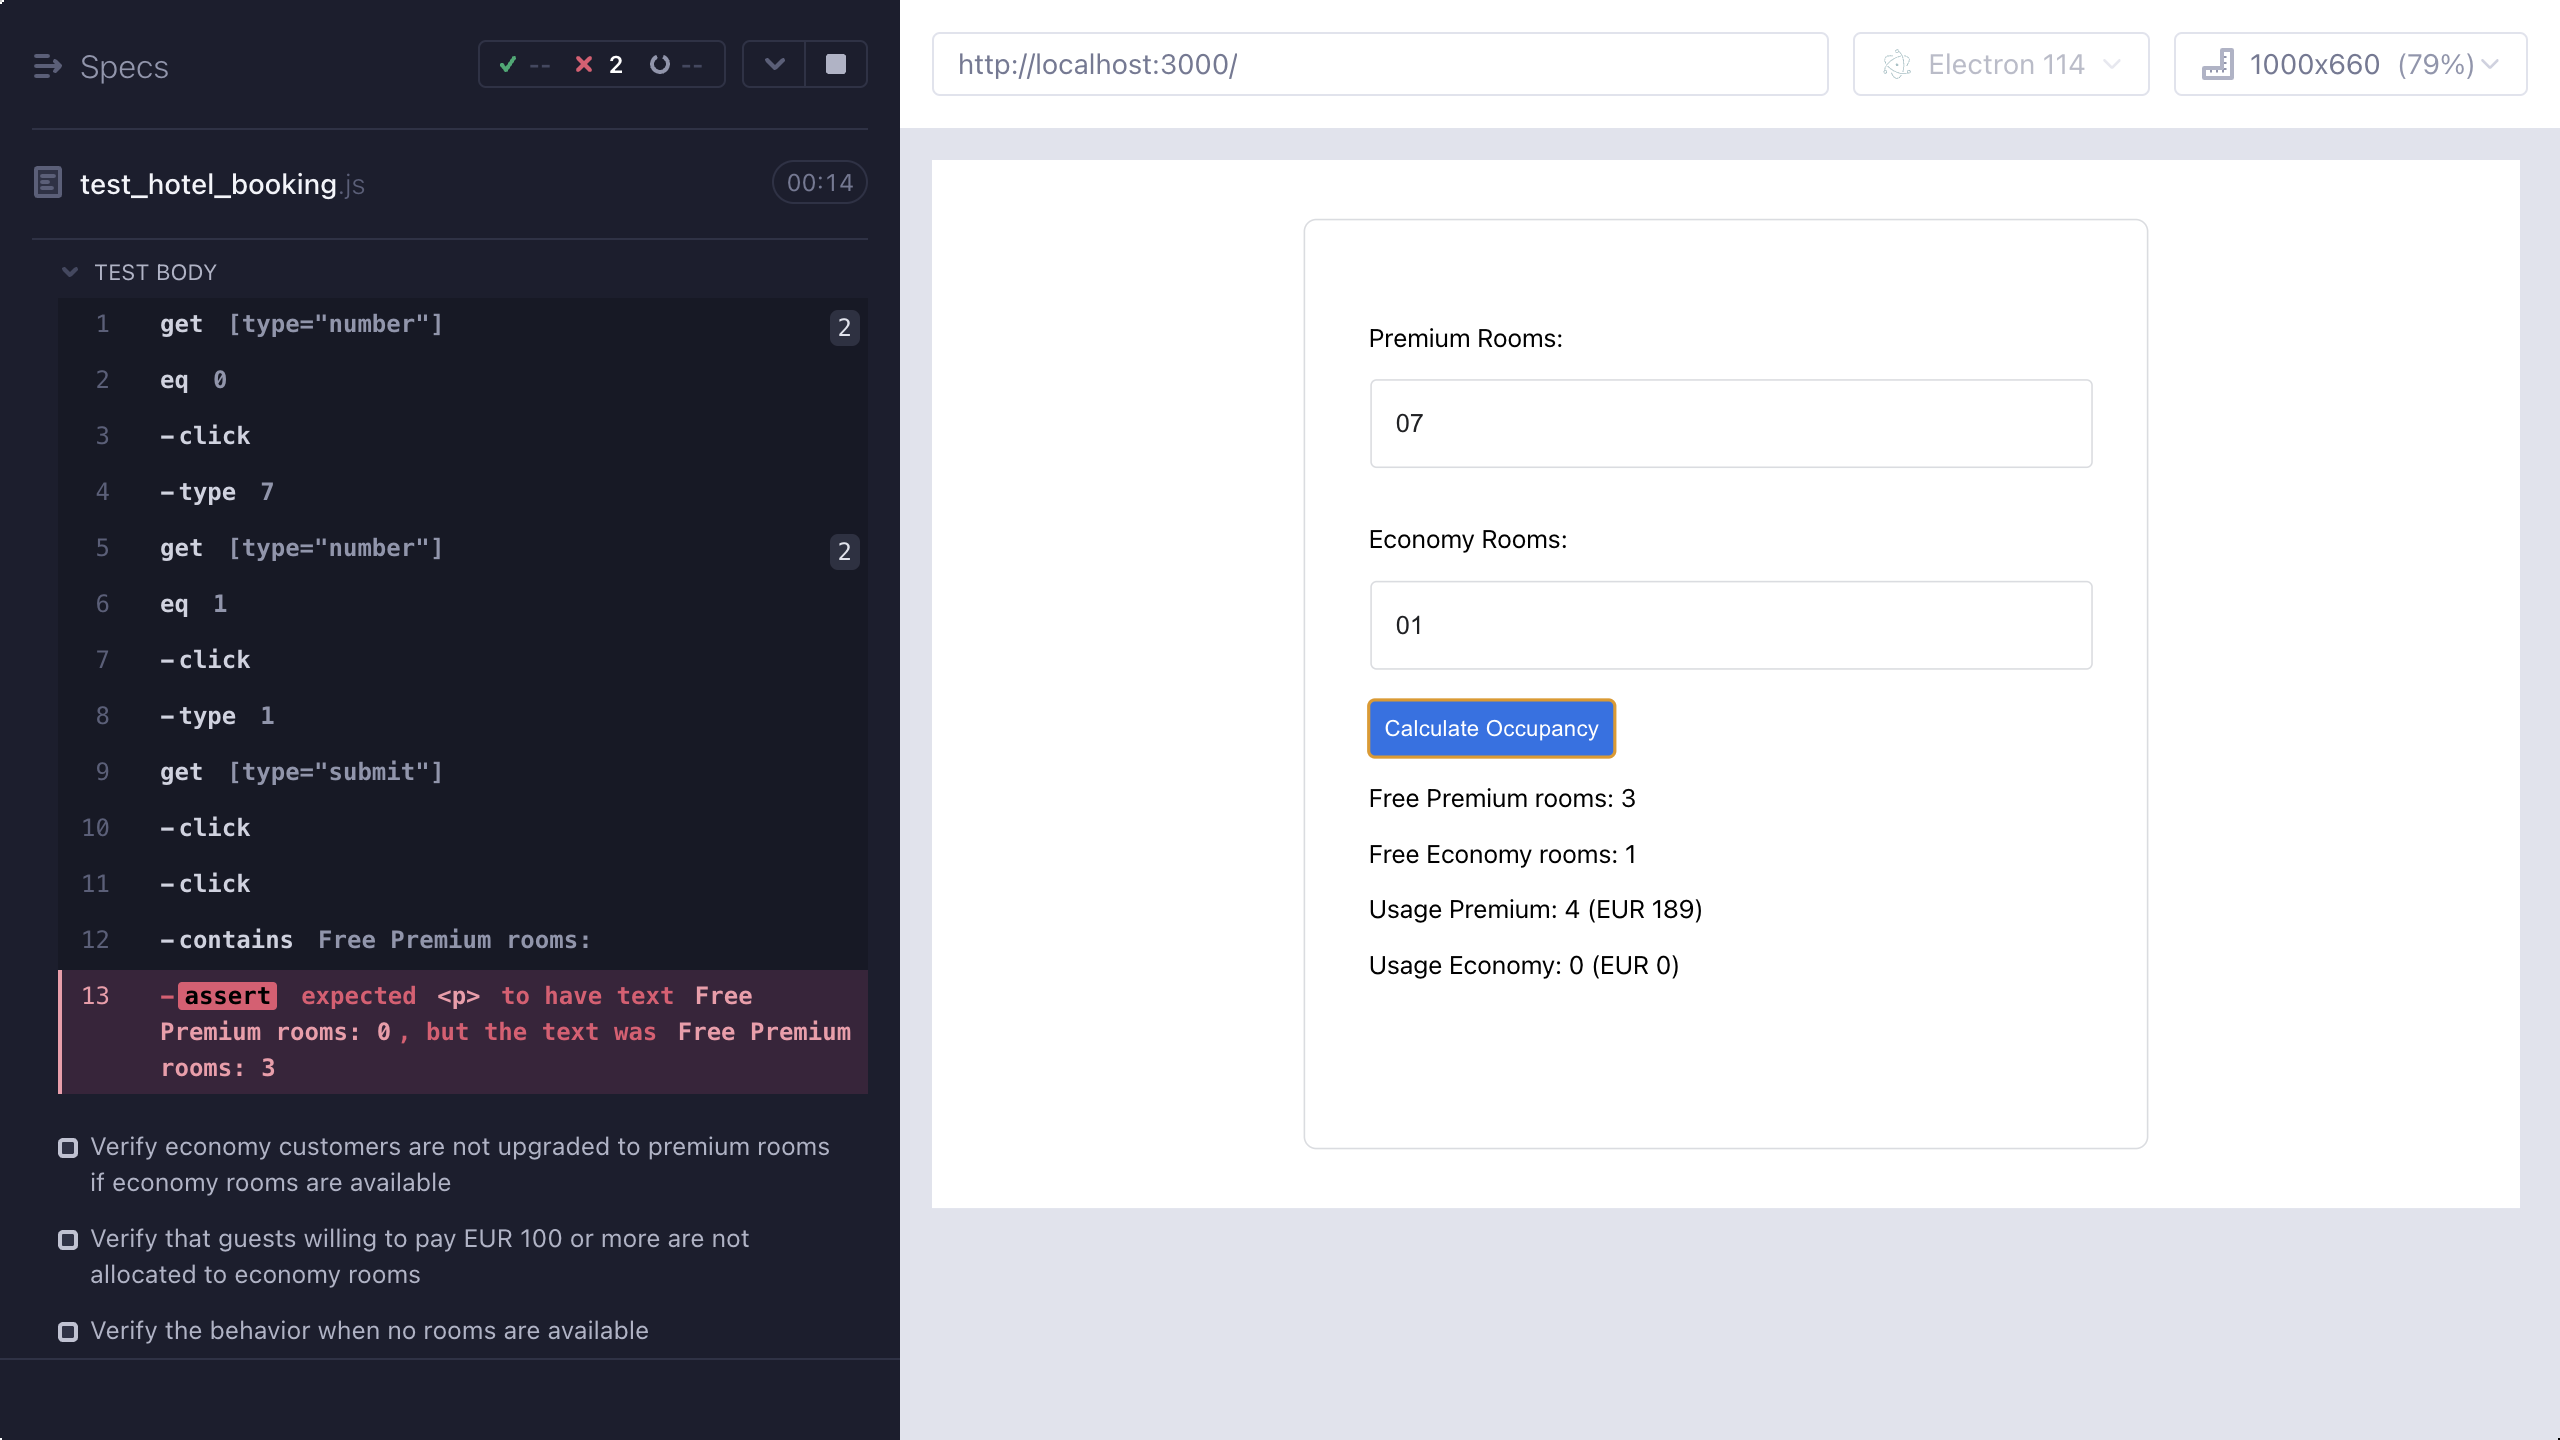 Specs
-- 2 --
test_hotel_booking.js
00:14
TEST BODY
1 get [type="number"] 2
2 eq 0
3 -click
4 -type 7
5 get [type="number"] 2
6 eq 1
7 -click
8 -type 1
9 get [type="submit"]
10 -click
11 -click
12 -contains Free Premium rooms:
13 -assert expected <p> to have text Free
Premium rooms: 0, but the text was Free Premium
rooms: 3
Verify economy customers are not upgraded to premium rooms
if economy rooms are available
Verify that guests willing to pay EUR 100 or more are not
allocated to economy rooms
Verify the behavior when no rooms are available
http://localhost:3000/
Electron 114
1000x660 (79%)
Premium Rooms:
07
Economy Rooms:
01
Calculate Occupancy
Free Premium rooms: 3
Free Economy rooms: 1
Usage Premium: 4 (EUR 189)
Usage Economy: 0 (EUR 0)